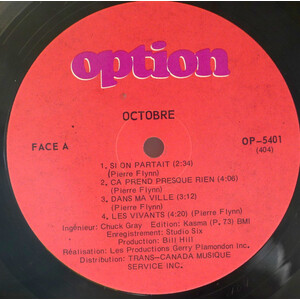 option
OCTOBRE
FACE A
OP-5401
(404)
1. SI ON PARTAIT (2:34)
(Pierre Flynn)
2. CA PREND PRESQUE RIEN (4:06)
(Pierre Flynn)
3. DANS MA VILLE (3:12)
(Pierre Flynn)
4. LES VIVANTS (4:20) (Pierre Flynn)
Ingénieur: Chuck Gray Edition: Kasma (P. 73) BMI
Enregistrement: Studio Six
Production: Bill Hill
Réalisation: Les Productions Gerry Plamondon Inc.
Distribution: TRANS-CANADA MUSIQUE
SERVICE INC.